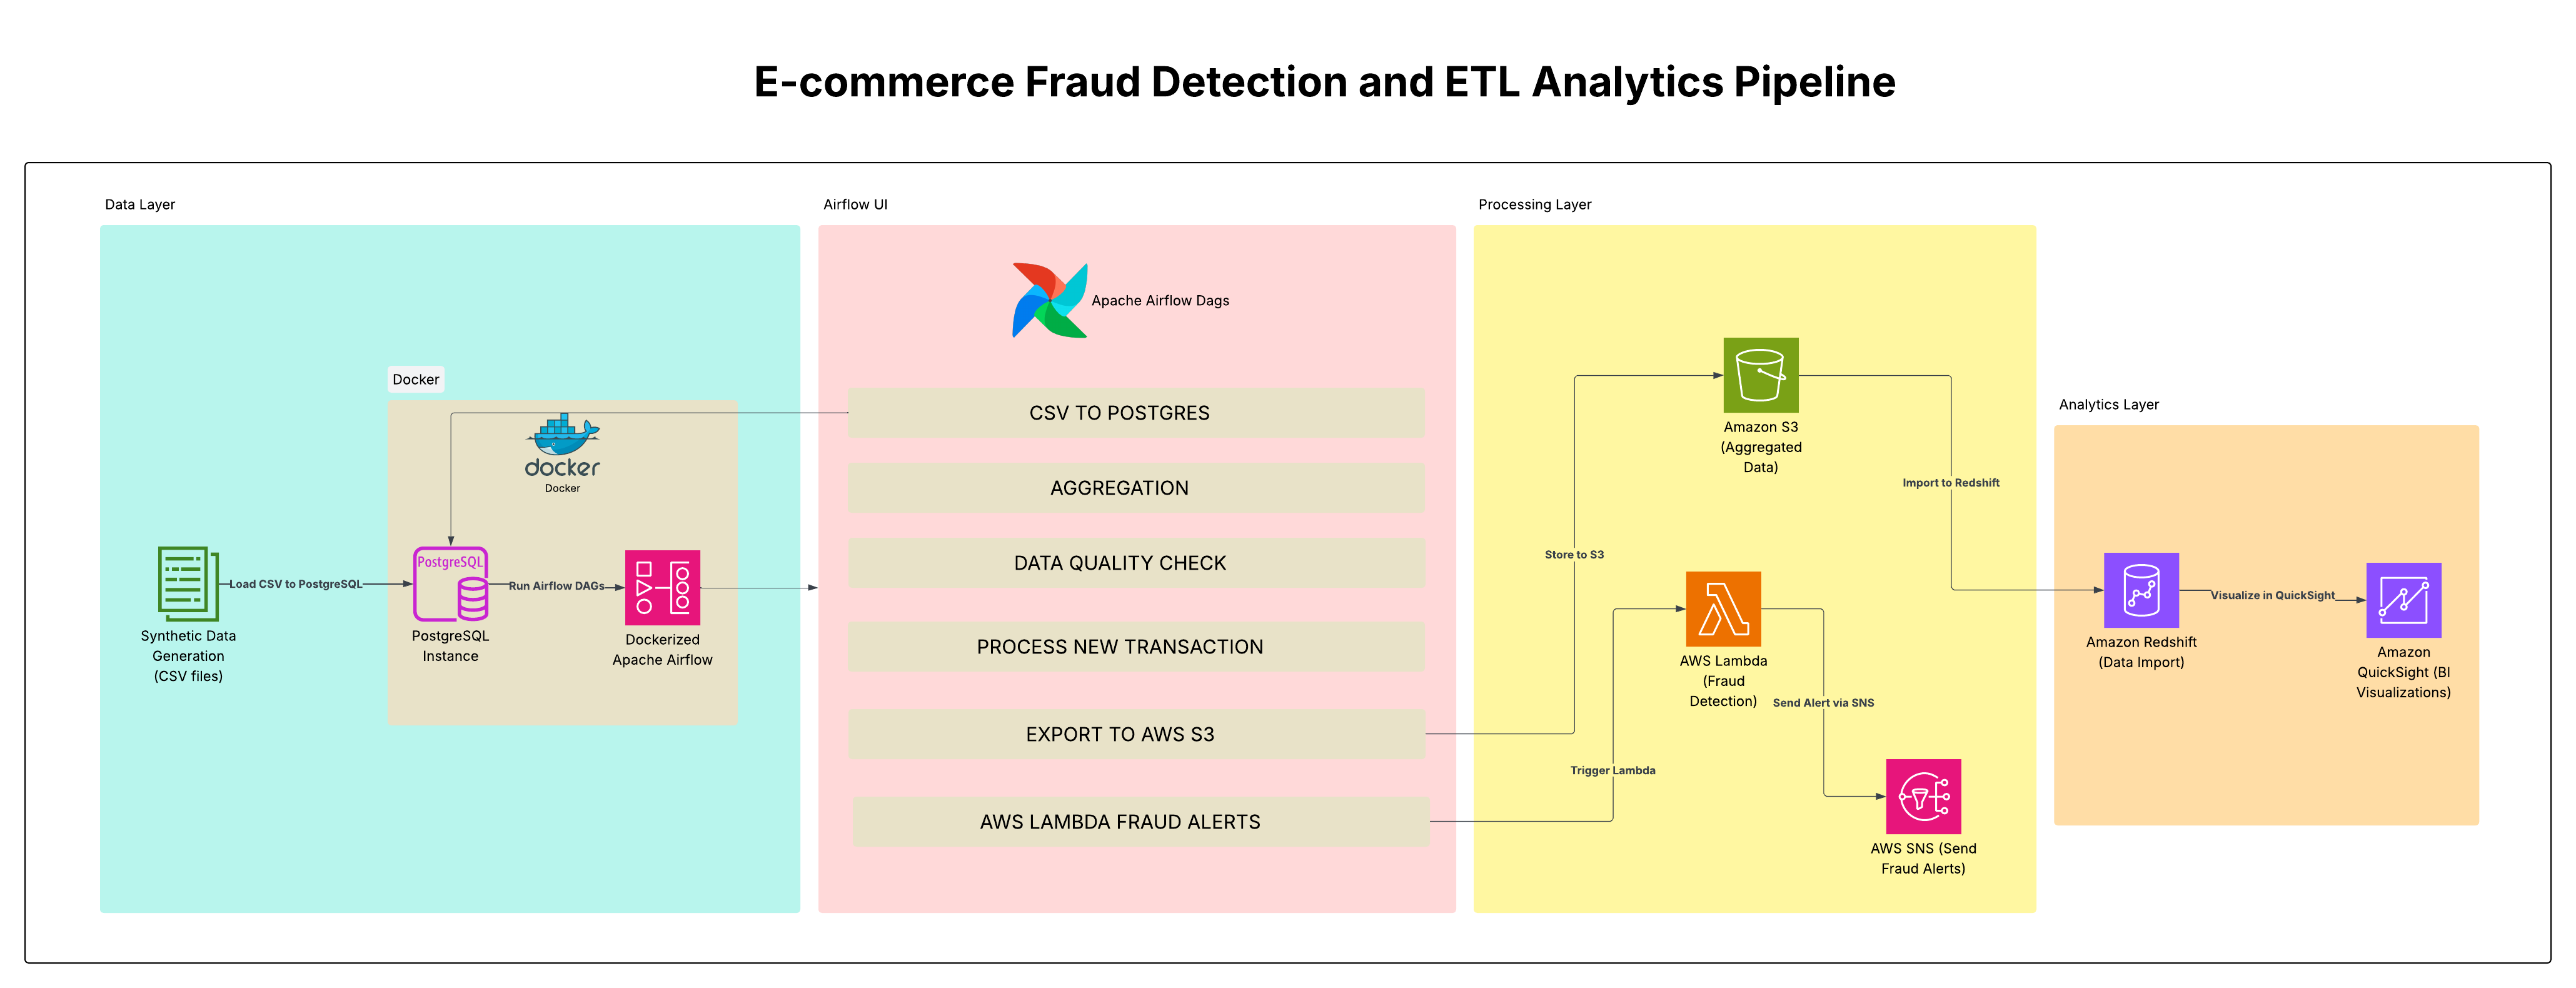 E-commerce Fraud Detection and ETL Analytics Pipeline
Data Layer
Docker
docker
Docker
Synthetic Data
Generation
(CSV files)
Load CSV to PostgreSQL
PostgreSQL
PostgreSQL
Instance
Run Airflow DAGs
Dockerized
Apache Airflow
Airflow UI
Apache Airflow Dags
CSV TO POSTGRES
AGGREGATION
DATA QUALITY CHECK
PROCESS NEW TRANSACTION
EXPORT TO AWS S3
AWS LAMBDA FRAUD ALERTS
Processing Layer
Store to S3
Trigger Lambda
Amazon S3
(Aggregated
Data)
AWS Lambda
(Fraud
Detection)
Send Alert via SNS
AWS SNS (Send
Fraud Alerts)
Import to Redshift
Analytics Layer
Amazon Redshift
(Data Import)
Visualize in QuickSight
Amazon
QuickSight (BI
Visualizations)